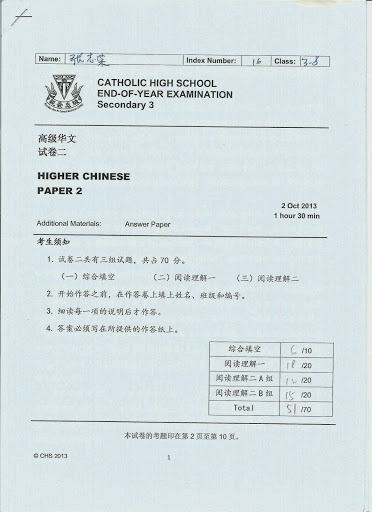 Name: 张志荣 Index Number: 16 Class: 3-8
CATHOLIC HIGH SCHOOL
END-OF-YEAR EXAMINATION
Secondary 3
高级华文
试卷二
HIGHER CHINESE
PAPER 2
2 Oct 2013
1 hour 30 min
Additional Materials: Answer Paper
考生须知
1. 试卷二共有三组试题，共占 70 分。
（一）综合填空 （二）阅读理解一 （三）阅读理解二
2. 开始作答之前，在作答卷上填上姓名、班级和编号。
3. 细读每一项的说明后才作答。
4. 答案必须写在所提供的作答纸上。
综合填空 6 /10
阅读理解一 18 /20
阅读理解二 A 组 12 /20
阅读理解二 B 组 15 /20
Total 51 /70
本试卷的考题印在第 2 页至第 10 页。
© CHS 2013 1